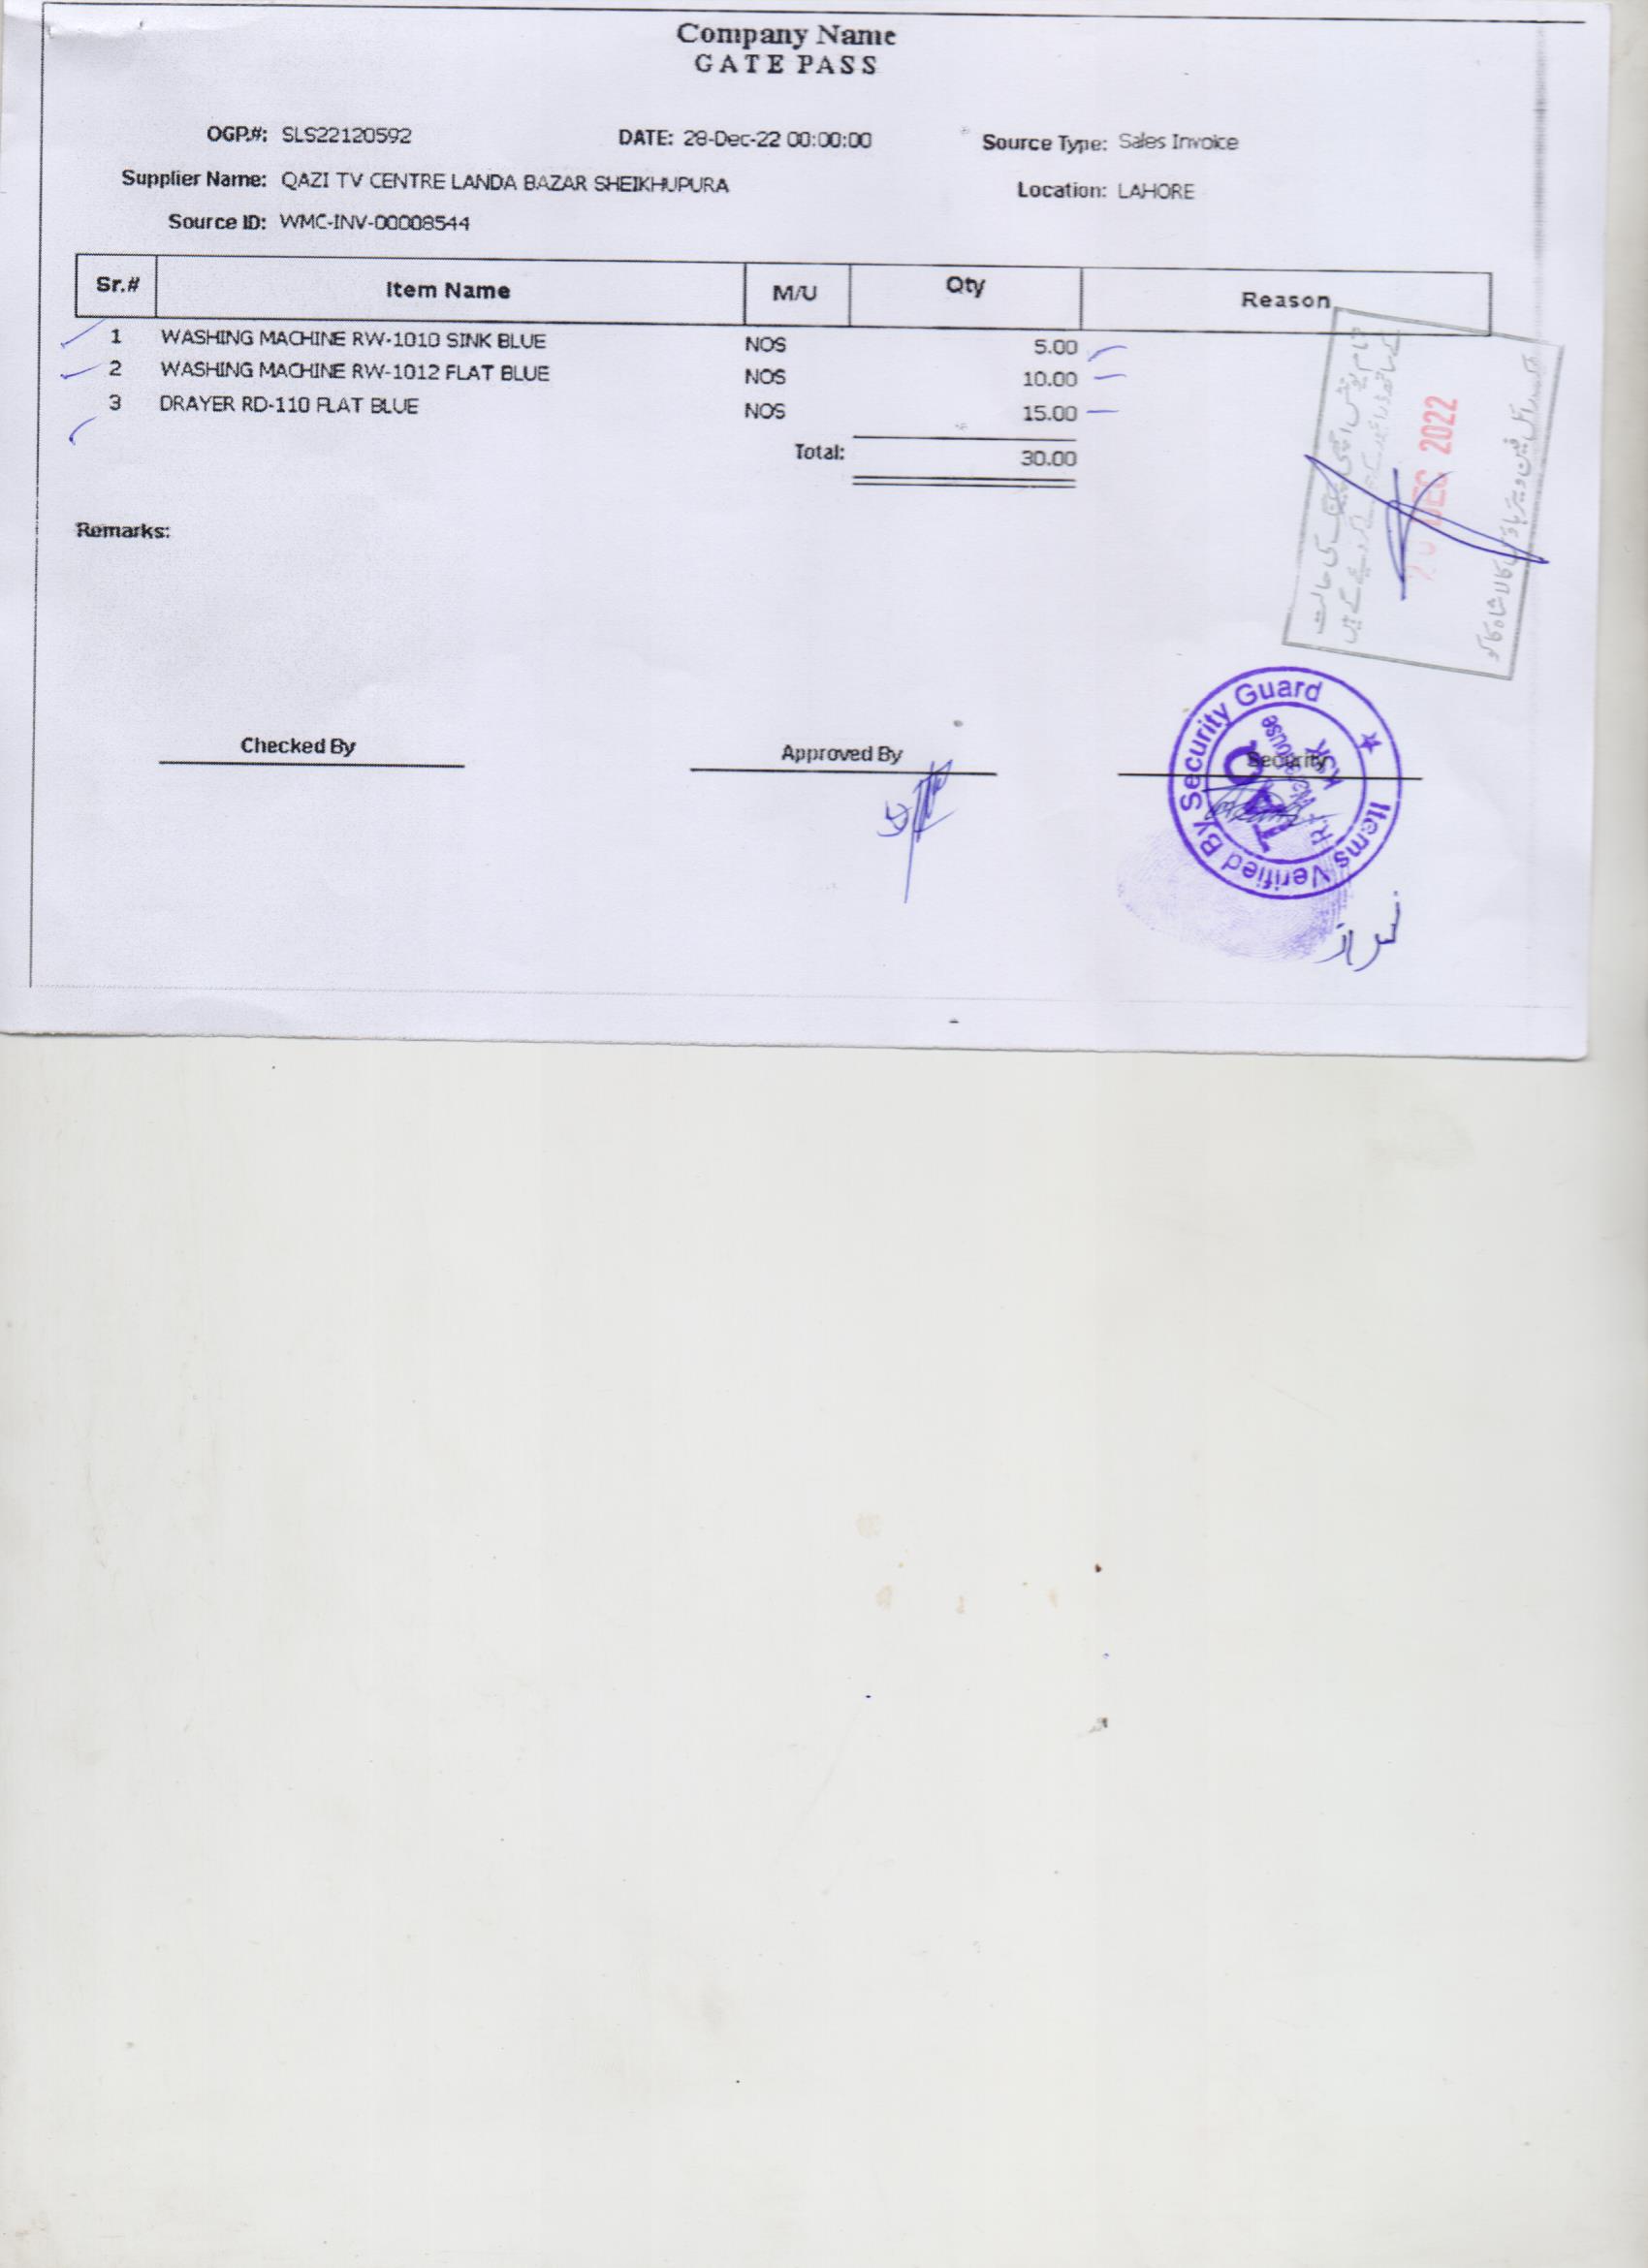 Company Name
GATE PASS
OGP.#: SLS22120592 DATE: 28-Dec-22 00:00:00 Source Type: Sales Invoice
Supplier Name: QAZI TV CENTRE LANDA BAZAR SHEIKHUPURA Location: LAHORE
Source ID: WMC-INV-00008544
Sr.# Item Name M/U Qty Reason
1 WASHING MACHINE RW-1010 SINK BLUE NOS 5.00
2 WASHING MACHINE RW-1012 FLAT BLUE NOS 10.00
3 DRAYER RD-110 FLAT BLUE NOS 15.00
Total: 30.00
DEC 2022
Remarks:
Checked By Approved By Security
Items Verified By Security Guard
KSK